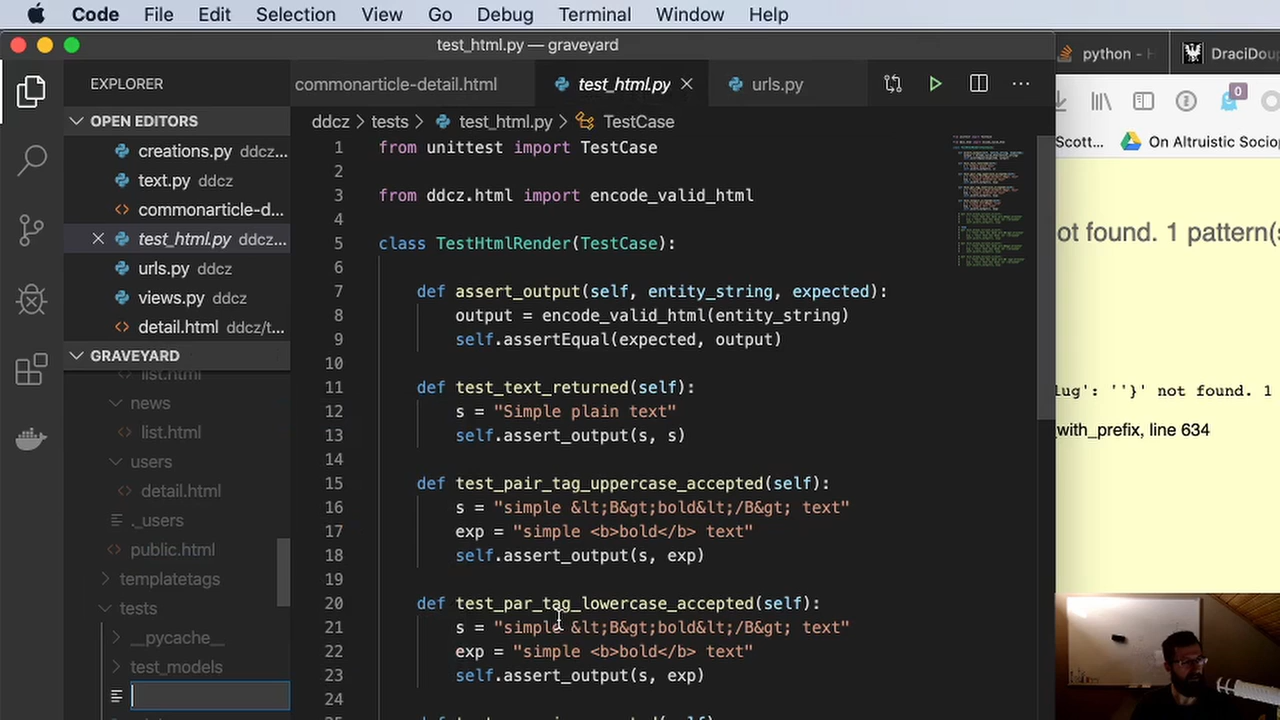 Code File Edit Selection View Go Debug Terminal Window Help
test_html.py — graveyard
python -
DraciDoup
EXPLORER
commonarticle-detail.html
test_html.py
urls.py
0
OPEN EDITORS
ddcz > tests > test_html.py > TestCase
Scott...
On Altruistic Sociop
creations.py ddcz...
text.py ddcz
commonarticle-d...
test_html.py ddcz...
urls.py ddcz
views.py ddcz
detail.html ddcz/t...
GRAVEYARD
list.html
news
list.html
users
detail.html
._users
public.html
templatetags
tests
__pycache__
test_models
1 from unittest import TestCase
2
3 from ddcz.html import encode_valid_html
4
5 class TestHtmlRender(TestCase):
6
7 def assert_output(self, entity_string, expected):
8 output = encode_valid_html(entity_string)
9 self.assertEqual(expected, output)
10
11 def test_text_returned(self):
12 s = "Simple plain text"
13 self.assert_output(s, s)
14
15 def test_pair_tag_uppercase_accepted(self):
16 s = "simple &lt;B&gt;bold&lt;/B&gt; text"
17 exp = "simple <b>bold</b> text"
18 self.assert_output(s, exp)
19
20 def test_par_tag_lowercase_accepted(self):
21 s = "simple &lt;B&gt;bold&lt;/B&gt; text"
22 exp = "simple <b>bold</b> text"
23 self.assert_output(s, exp)
24
ot found. 1 pattern(s
lug': ''}' not found. 1
_with_prefix, line 634